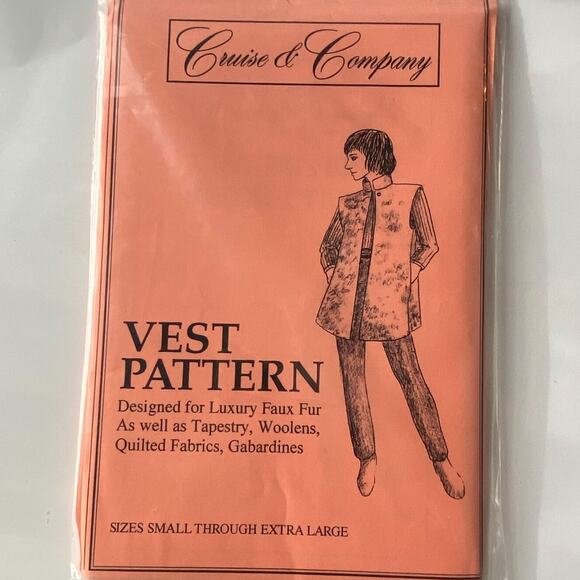 Cruise & Company
VEST
PATTERN
Designed for Luxury Faux Fur
As well as Tapestry, Woolens,
Quilted Fabrics, Gabardines
SIZES SMALL THROUGH EXTRA LARGE